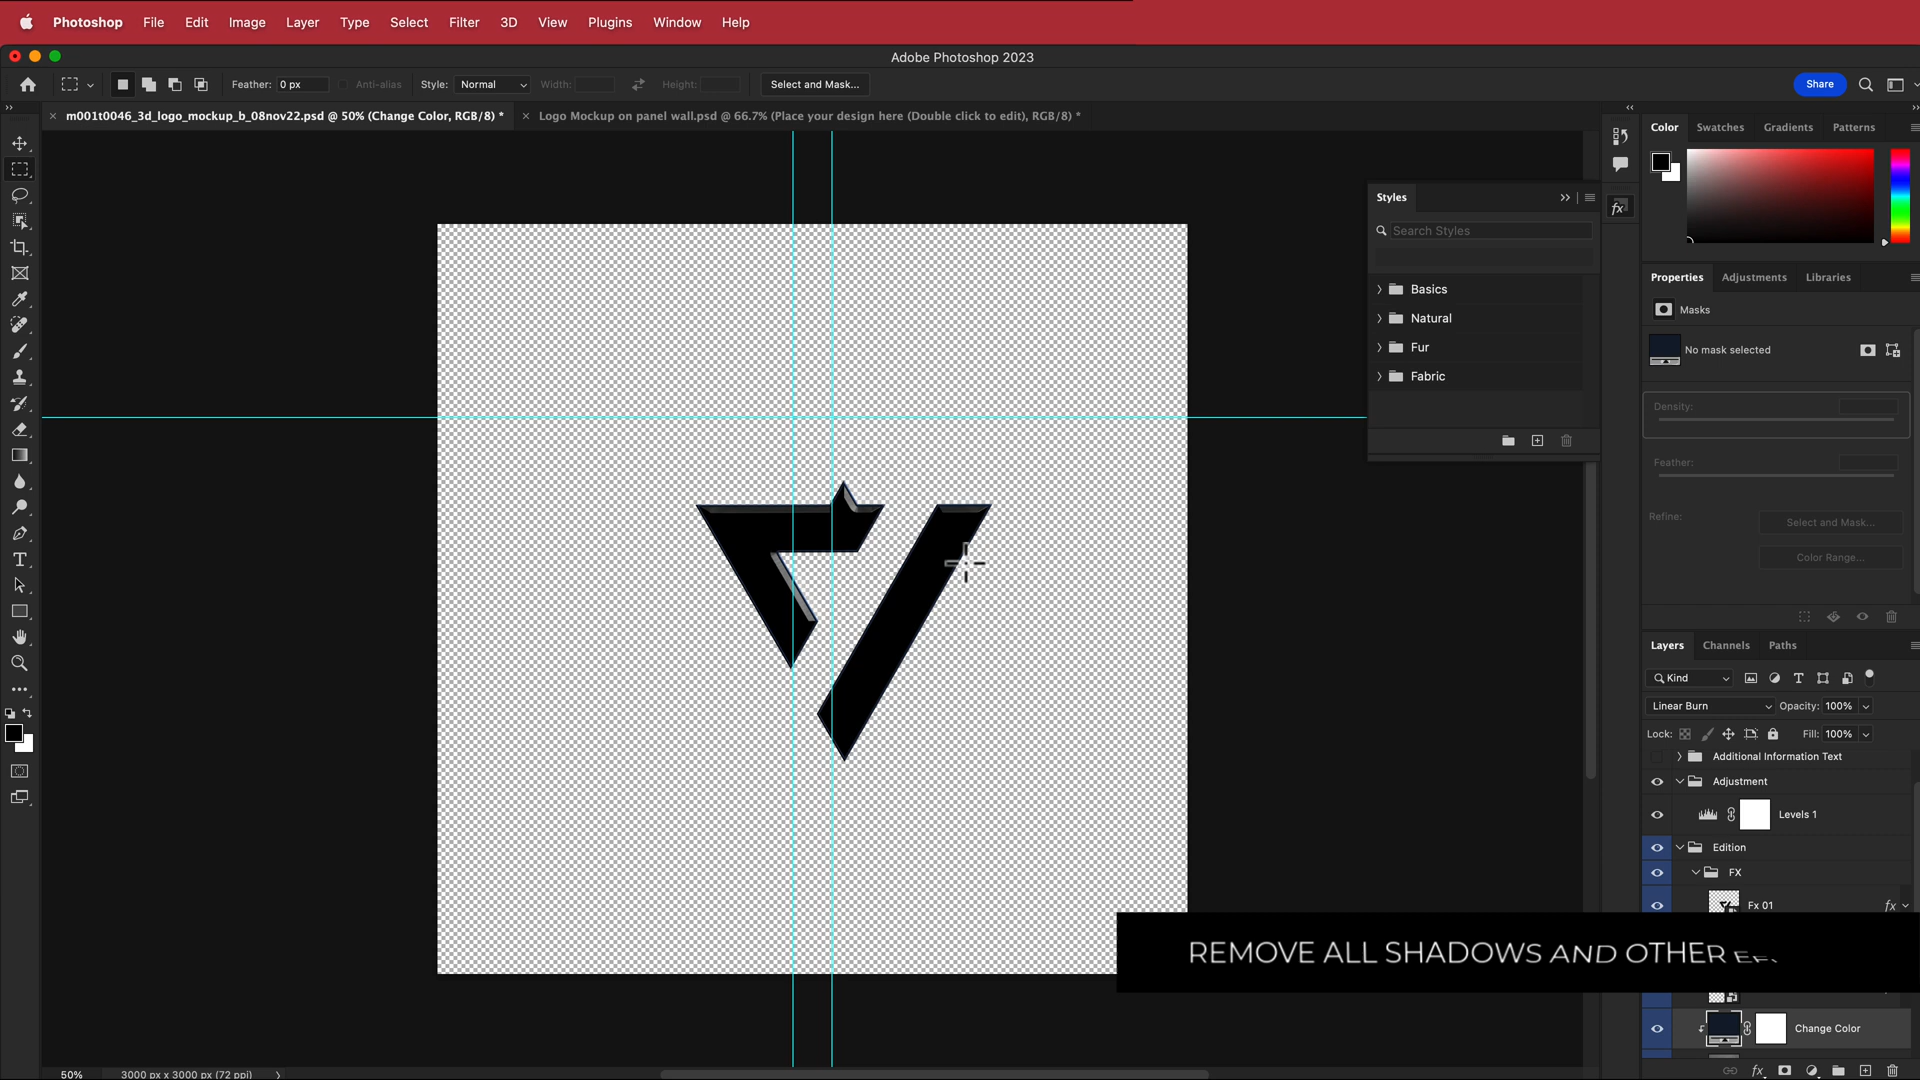 Photoshop File Edit Image Layer Type Select Filter 3D View Plugins Window Help
Adobe Photoshop 2023
Feather: 0 px Anti-alias Style: Normal Width: Height: Select and Mask... Share
m001t0046_3d_logo_mockup_b_08nov22.psd @ 50% (Change Color, RGB/8) * Logo Mockup on panel wall.psd @ 66.7% (Place your design here (Double click to edit), RGB/8) *
Color Swatches Gradients Patterns
Styles
Search Styles
Basics
Natural
Fur
Fabric
fx
Properties Adjustments Libraries
Masks
No mask selected
Density:
Feather:
Refine: Select and Mask...
Color Range...
Layers Channels Paths
Kind
Linear Burn Opacity: 100%
Lock: Fill: 100%
Additional Information Text
Adjustment
Levels 1
Edition
FX
Fx 01 fx
REMOVE ALL SHADOWS AND OTHER
Change Color
fx
50% 3000 px x 3000 px (72 ppi)